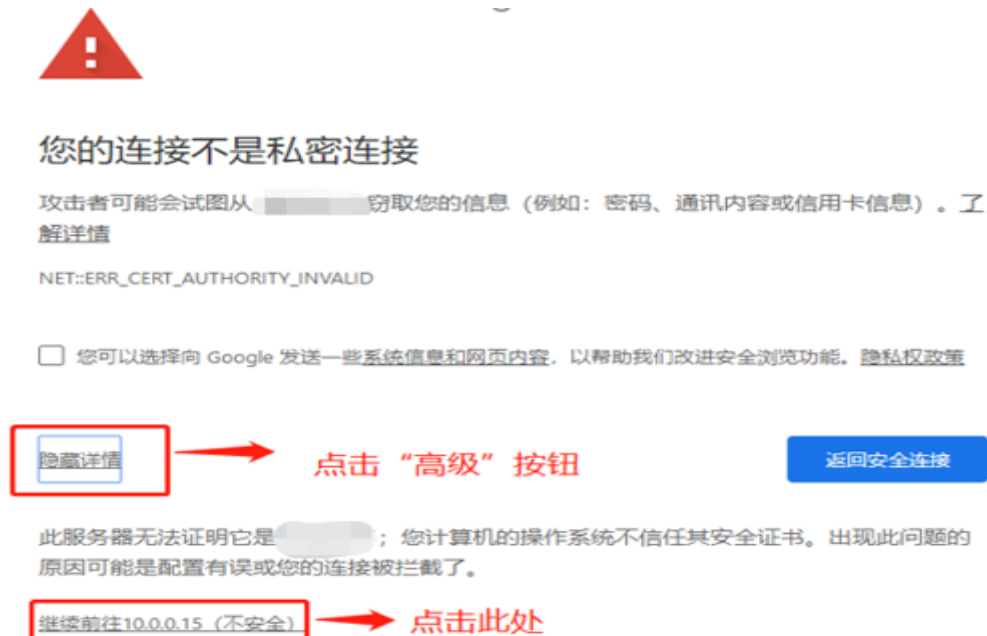 您的连接不是私密连接
攻击者可能会试图从 窃取您的信息（例如：密码、通讯内容或信用卡信息）。了
解详情
NET::ERR_CERT_AUTHORITY_INVALID
您可以选择向 Google 发送一些系统信息和网页内容，以帮助我们改进安全浏览功能。隐私权政策
隐藏详情 点击“高级”按钮 返回安全连接
此服务器无法证明它是 ；您计算机的操作系统不信任其安全证书。出现此问题的
原因可能是配置有误或您的连接被拦截了。
继续前往10.0.0.15（不安全） 点击此处